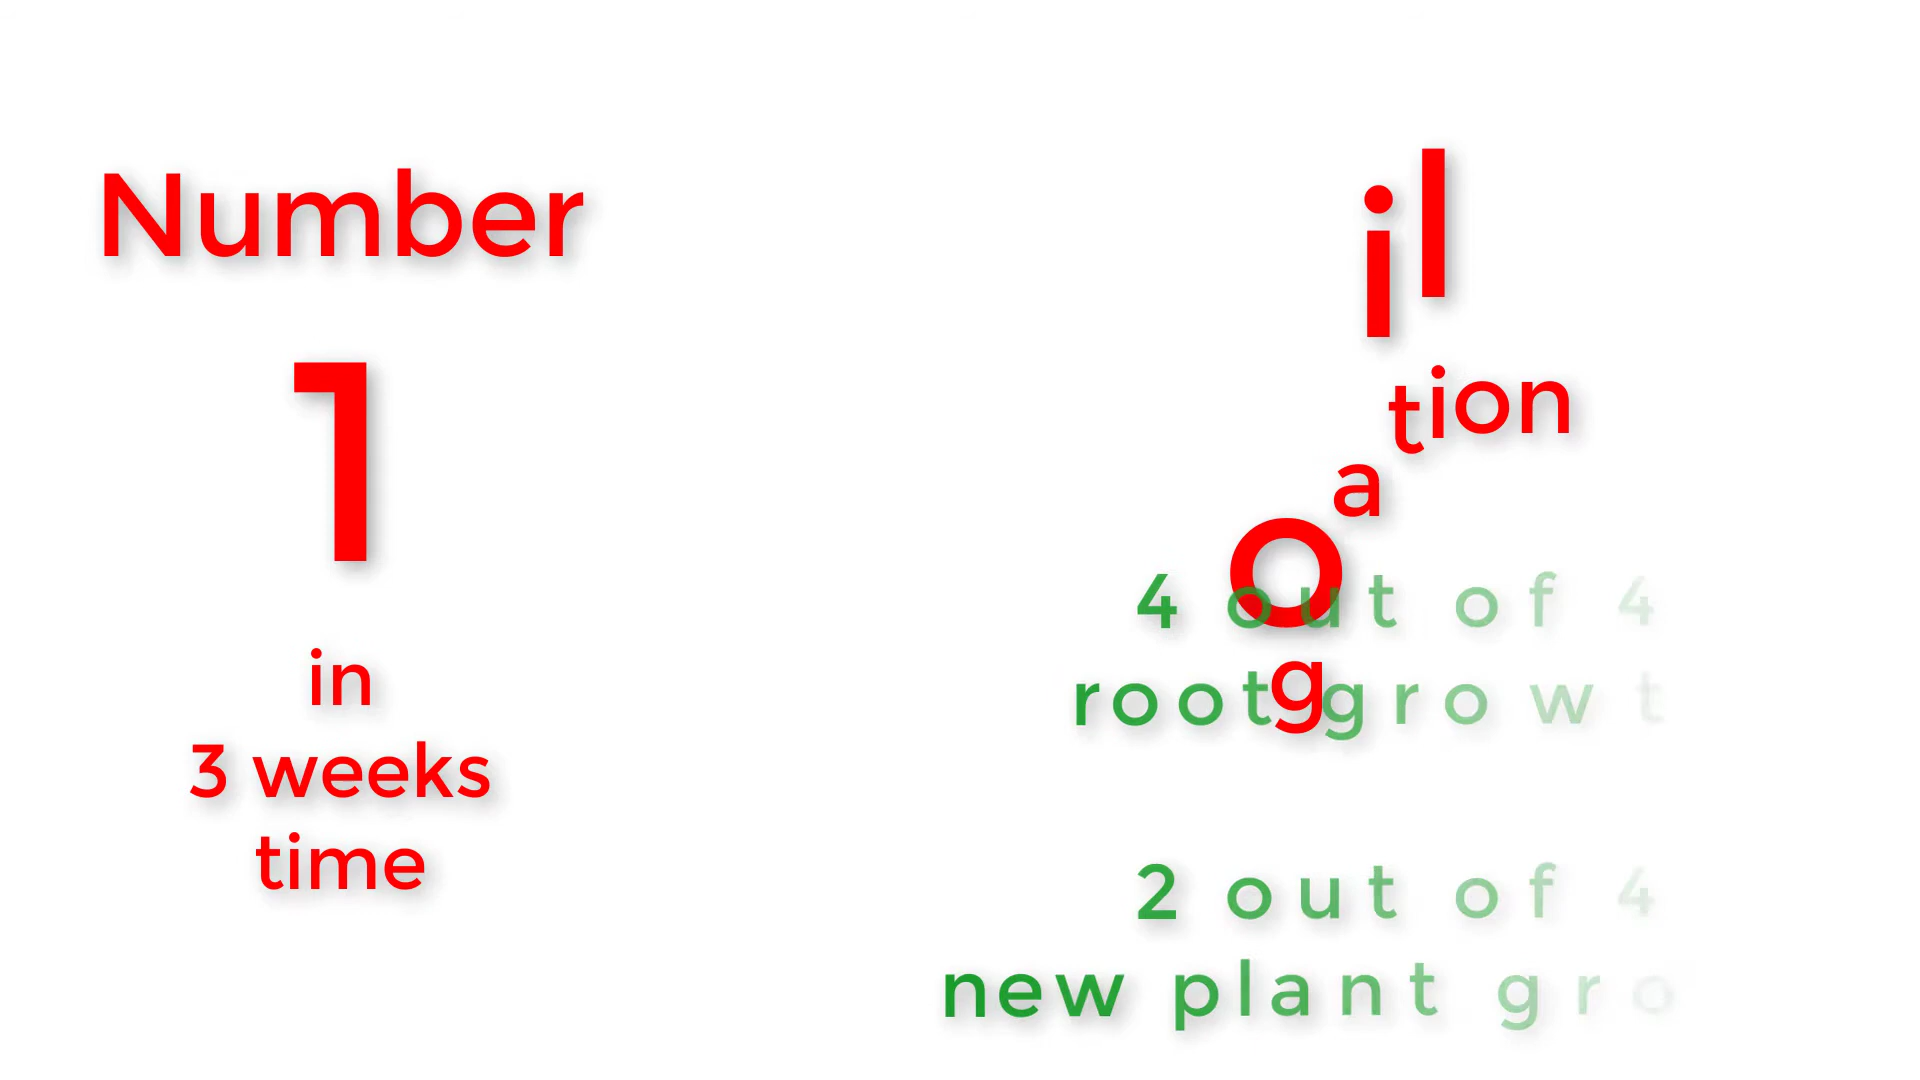 Number
1
in
3 weeks
time
il
tion
a
o
g
4 out of 4
root growt
2 out of 4
new plant gro